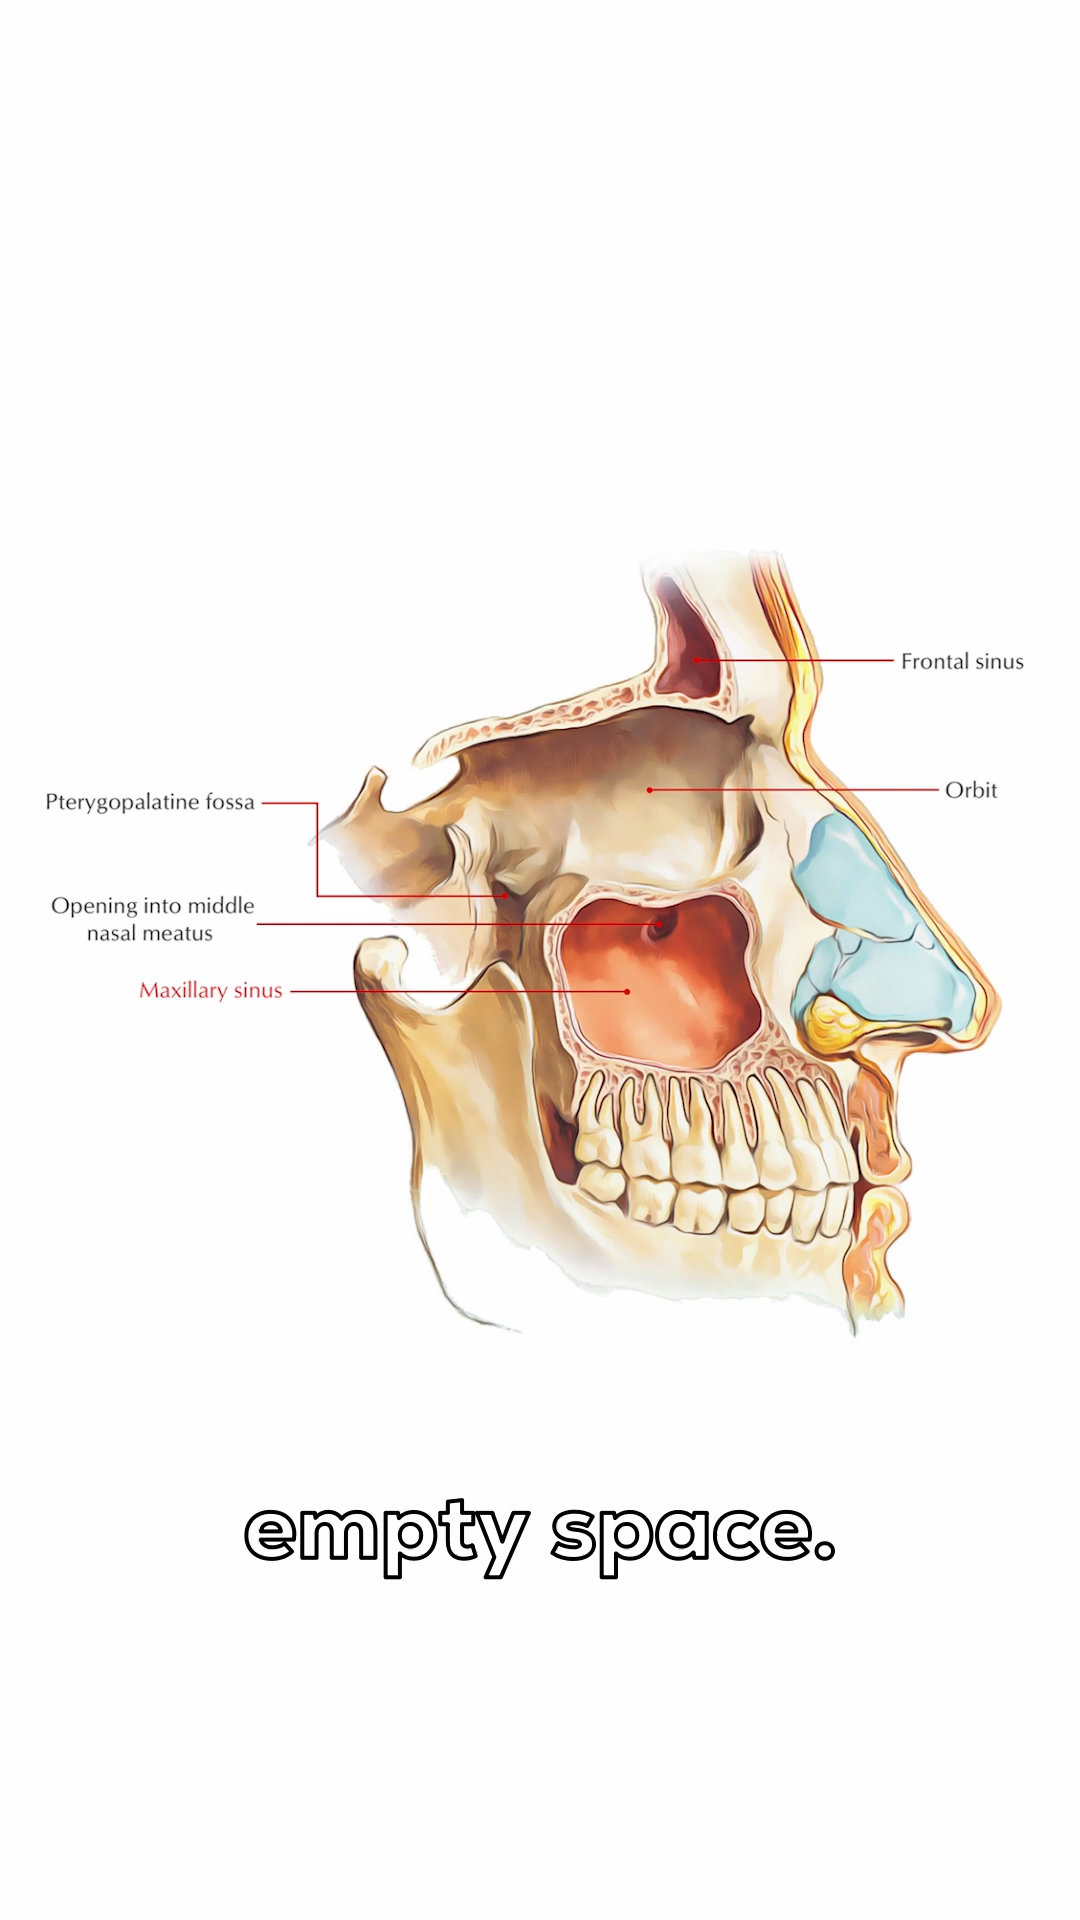 Frontal sinus
Orbit
Pterygopalatine fossa
Opening into middle
nasal meatus
Maxillary sinus
empty space.